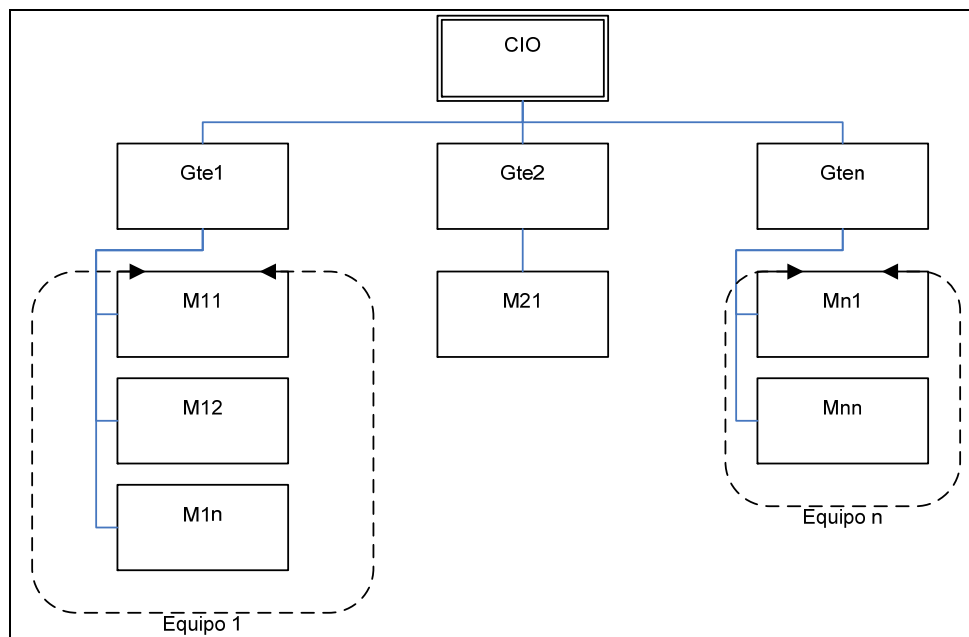 CIO
Gte1
Gte2
Gten
M11
M21
Mn1
M12
Mnn
M1n
Equipo n
Equipo 1